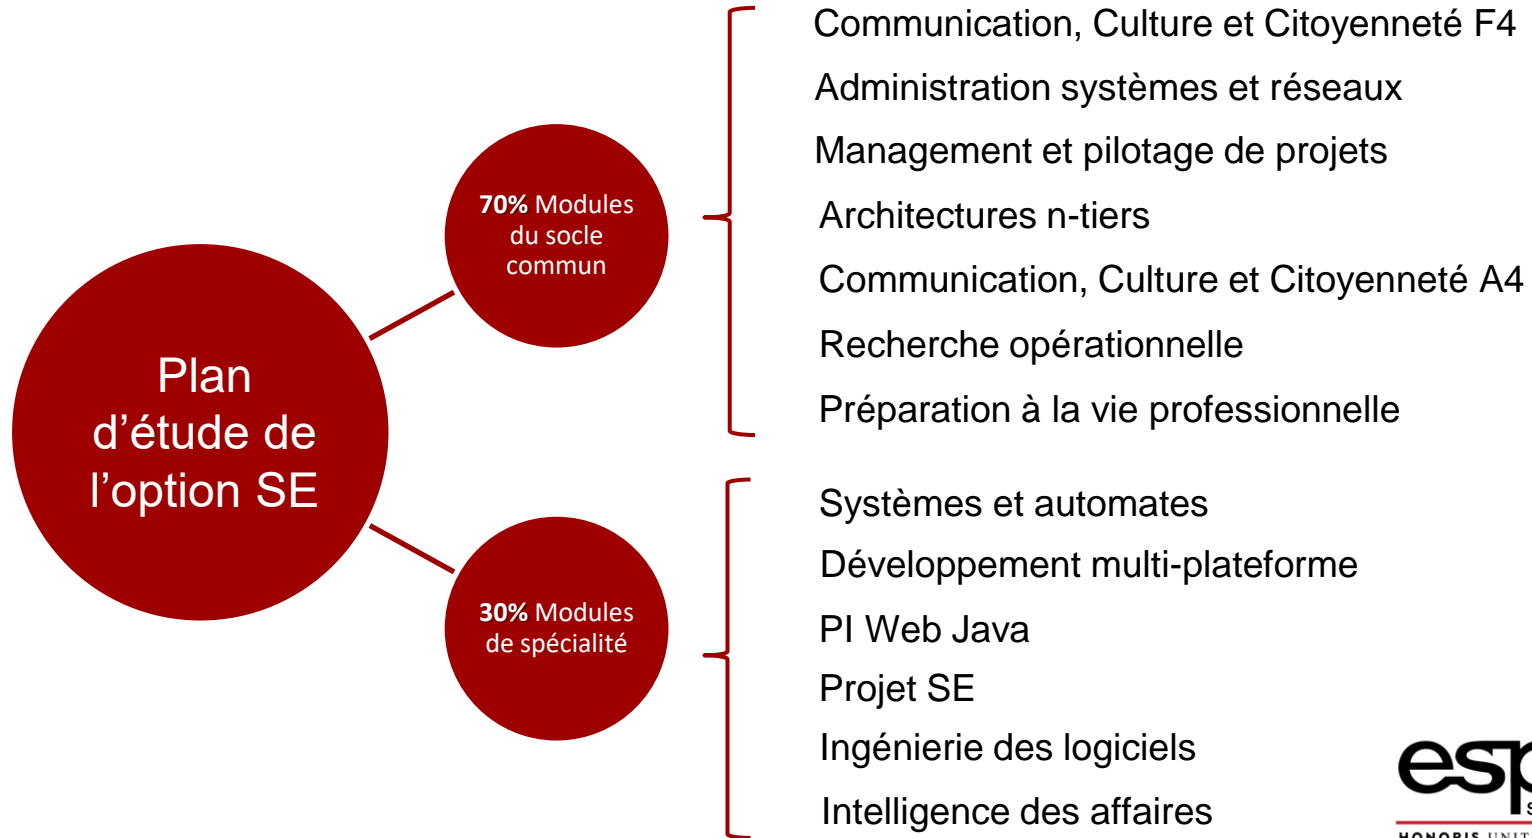 Plan
d’étude de
l’option SE
70% Modules
du socle
commun
Communication, Culture et Citoyenneté F4
Administration systèmes et réseaux
Management et pilotage de projets
Architectures n-tiers
Communication, Culture et Citoyenneté A4
Recherche opérationnelle
Préparation à la vie professionnelle
30% Modules
de spécialité
Systèmes et automates
Développement multi-plateforme
PI Web Java
Projet SE
Ingénierie des logiciels
Intelligence des affaires